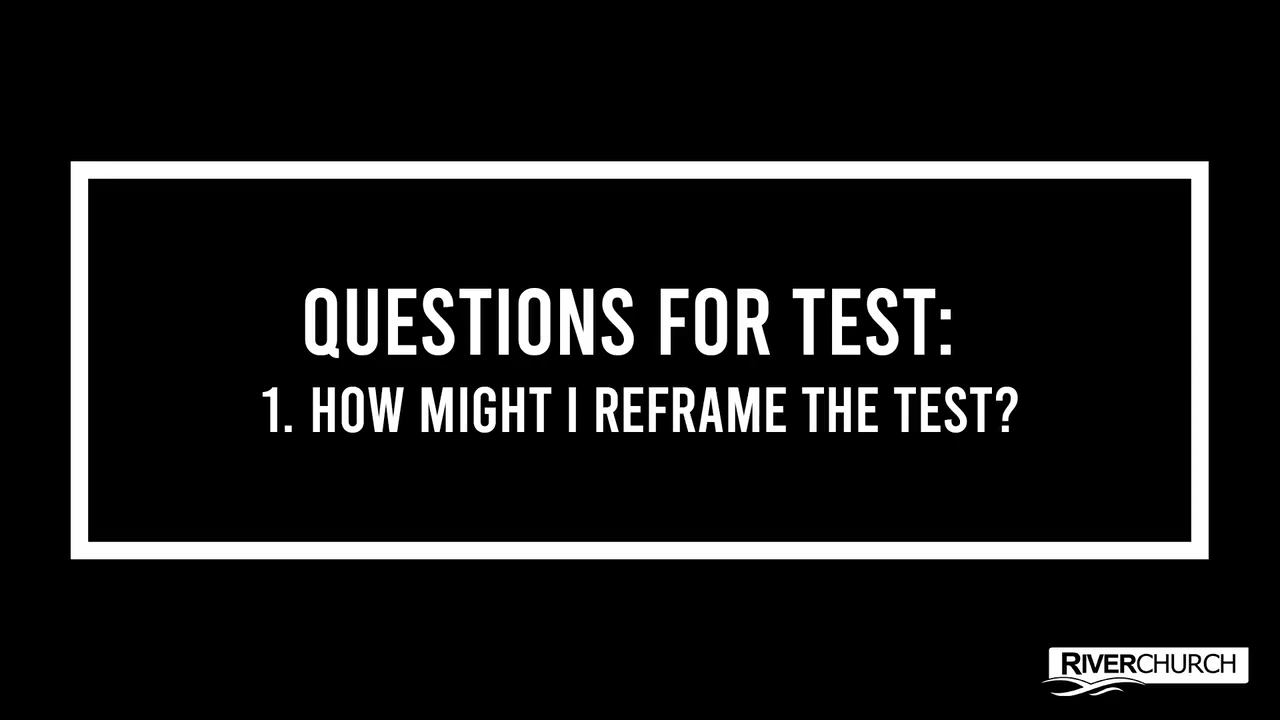 QUESTIONS FOR TEST:
1. HOW MIGHT I REFRAME THE TEST?
RIVERCHURCH